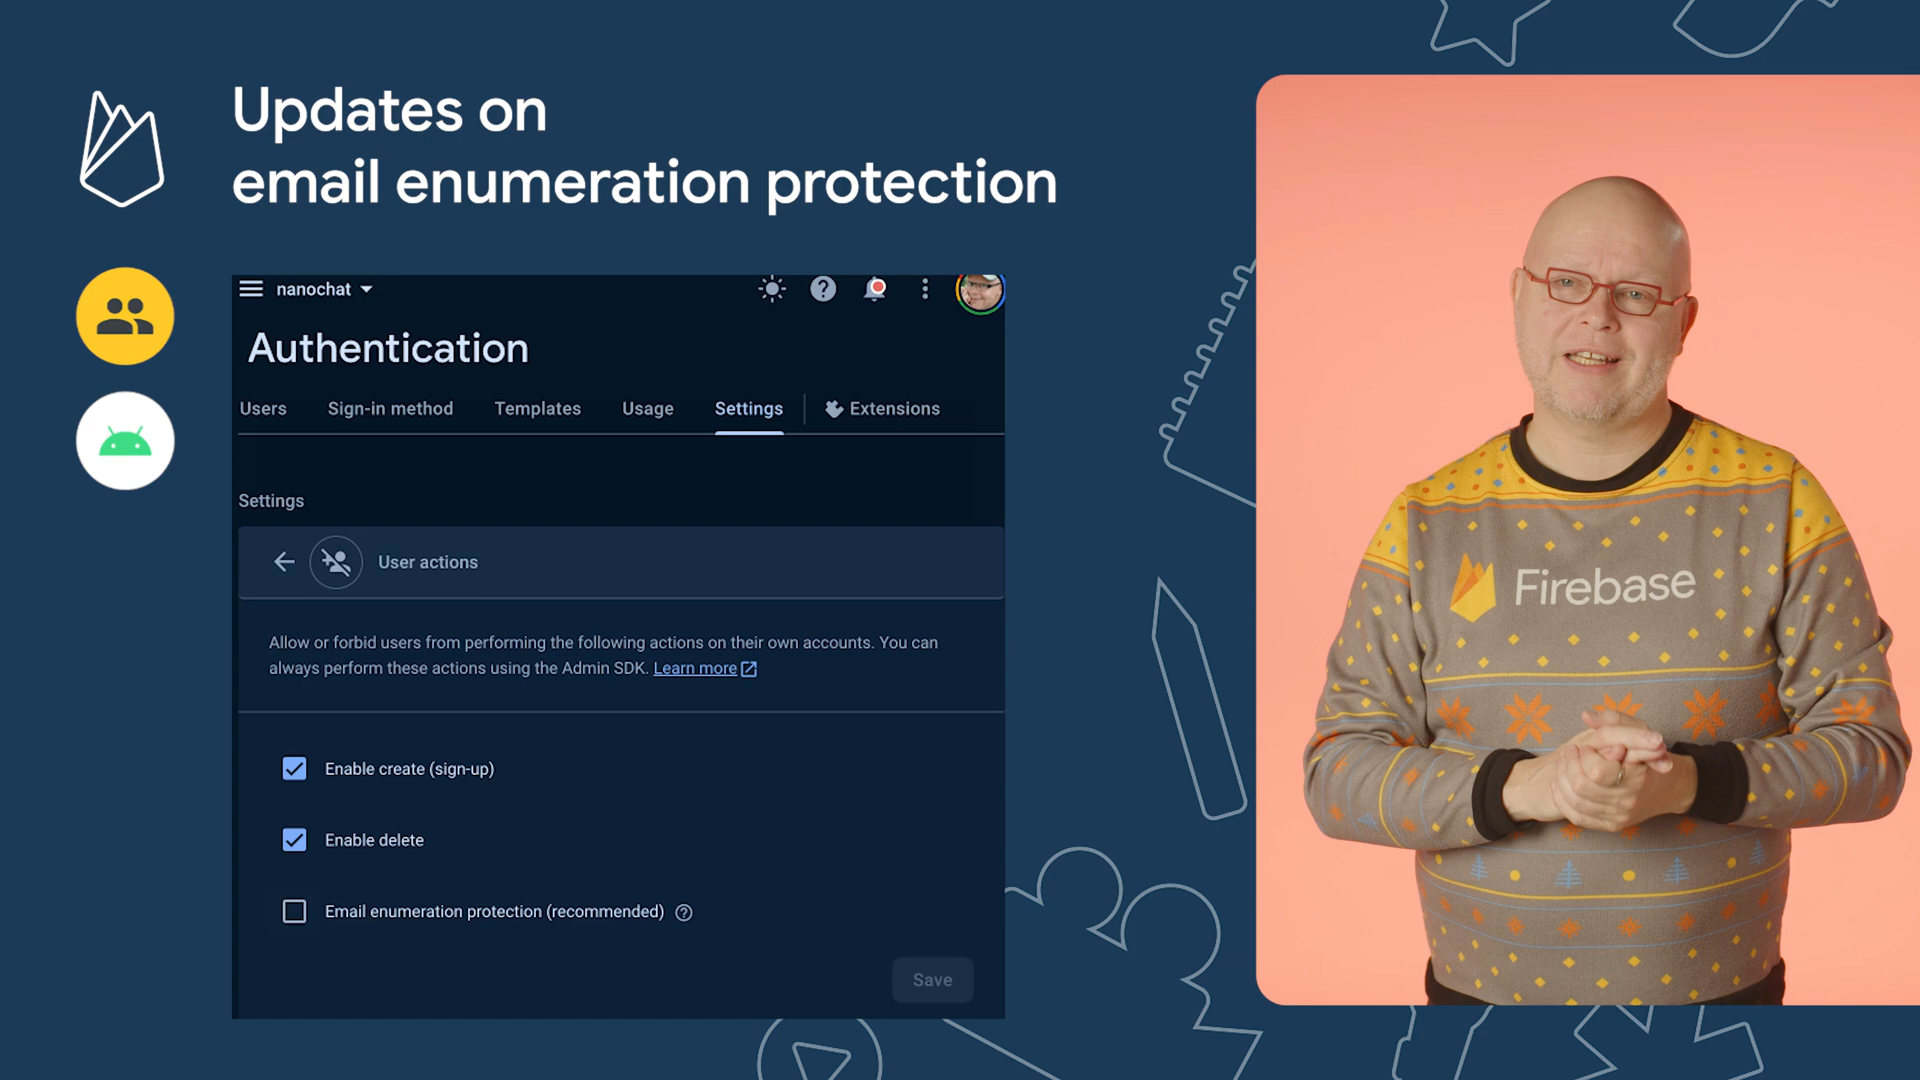 Updates on
email enumeration protection
nanochat
Authentication
Users Sign-in method Templates Usage Settings Extensions
Settings
User actions
Allow or forbid users from performing the following actions on their own accounts. You can
always perform these actions using the Admin SDK. Learn more
Enable create (sign-up)
Enable delete
Email enumeration protection (recommended)
Save
Firebase